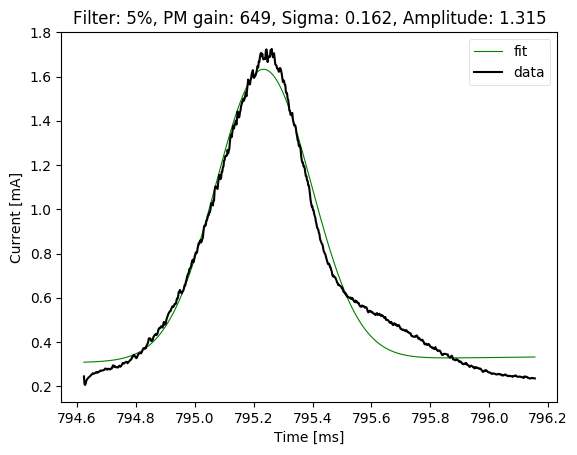 Filter: 5%, PM gain: 649, Sigma: 0.162, Amplitude: 1.315
fit
data
Current [mA]
1.8
1.6
1.4
1.2
1.0
0.8
0.6
0.4
0.2
794.6 794.8 795.0 795.2 795.4 795.6 795.8 796.0 796.2
Time [ms]